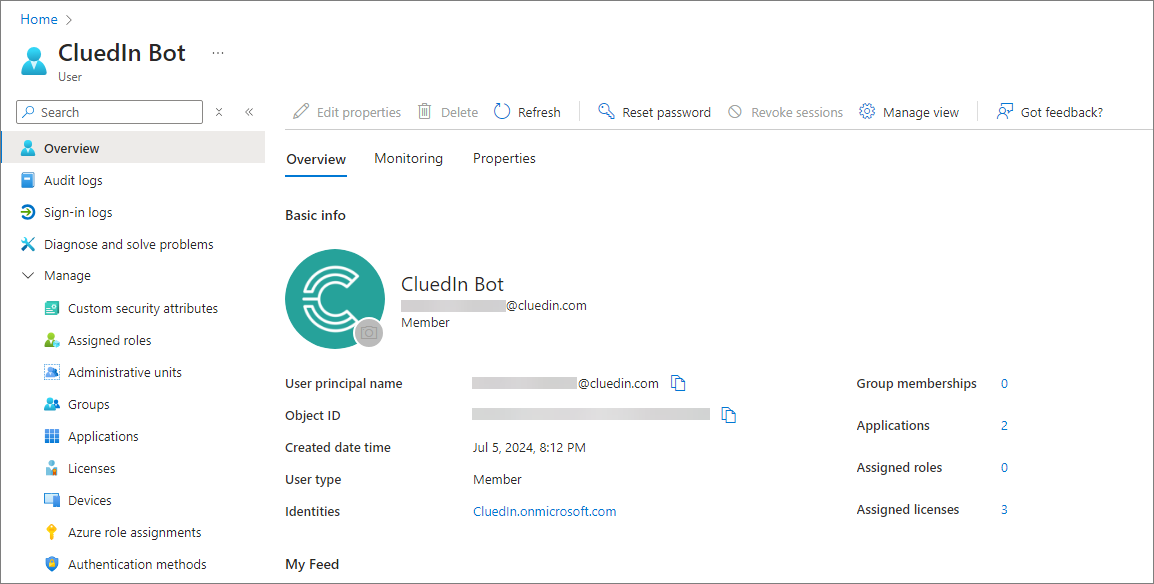 Home
CluedIn Bot ...
User
Search
Edit properties Delete Refresh Reset password Revoke sessions Manage view Got feedback?
Overview
Audit logs
Sign-in logs
Diagnose and solve problems
Manage
Custom security attributes
Assigned roles
Administrative units
Groups
Applications
Licenses
Devices
Azure role assignments
Authentication methods
Overview Monitoring Properties
Basic info
CluedIn Bot
@cluedin.com
Member
User principal name @cluedin.com
Object ID
Created date time Jul 5, 2024, 8:12 PM
User type Member
Identities CluedIn.onmicrosoft.com
Group memberships 0
Applications 2
Assigned roles 0
Assigned licenses 3
My Feed